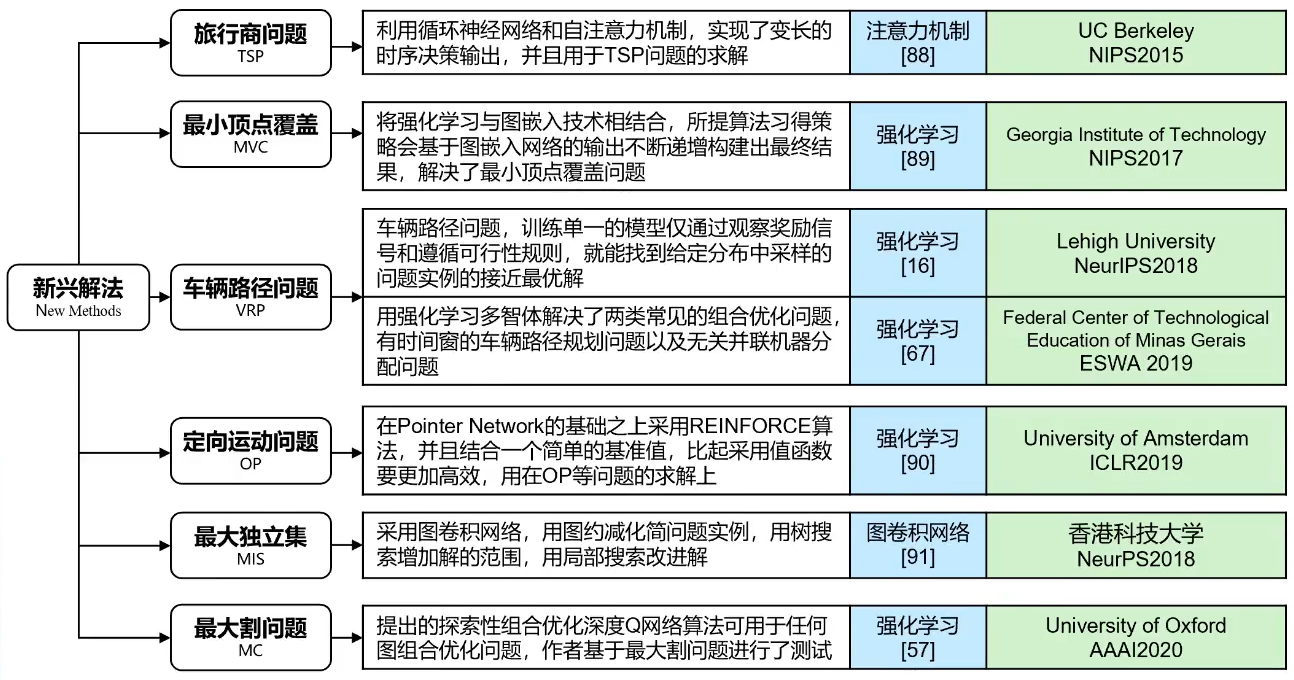 新兴解法
New Methods
旅行商问题
TSP
利用循环神经网络和自注意力机制，实现了变长的
时序决策输出，并且用于TSP问题的求解
注意力机制
[88]
UC Berkeley
NIPS2015
最小顶点覆盖
MVC
将强化学习与图嵌入技术相结合，所提算法习得策
略会基于图嵌入网络的输出不断递增构建出最终结
果，解决了最小顶点覆盖问题
强化学习
[89]
Georgia Institute of Technology
NIPS2017
车辆路径问题
VRP
车辆路径问题，训练单一的模型仅通过观察奖励信
号和遵循可行性规则，就能找到给定分布中采样的
问题实例的接近最优解
强化学习
[16]
Lehigh University
NeurIPS2018
用强化学习多智体解决了两类常见的组合优化问题，
有时间窗的车辆路径规划问题以及无关并联机器分
配问题
强化学习
[67]
Federal Center of Technological
Education of Minas Gerais
ESWA 2019
定向运动问题
OP
在Pointer Network的基础之上采用REINFORCE算
法，并且结合一个简单的基准值，比起采用值函数
要更加高效，用在OP等问题的求解上
强化学习
[90]
University of Amsterdam
ICLR2019
最大独立集
MIS
采用图卷积网络，用图约减化简问题实例，用树搜
索增加解的范围，用局部搜索改进解
图卷积网络
[91]
香港科技大学
NeurPS2018
最大割问题
MC
提出的探索性组合优化深度Q网络算法可用于任何
图组合优化问题，作者基于最大割问题进行了测试
强化学习
[57]
University of Oxford
AAAI2020